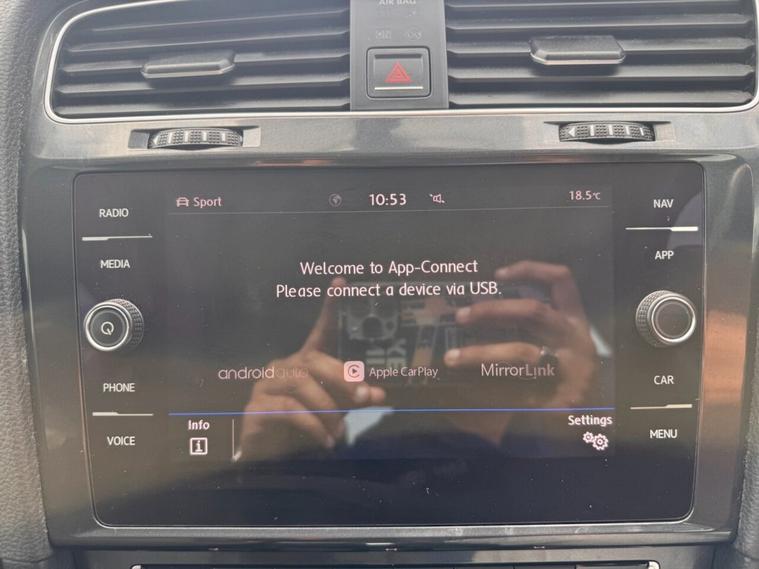 AIR BAG
Sport
10:53
18.5°C
RADIO
NAV
MEDIA
APP
Welcome to App-Connect
Please connect a device via USB.
androidauto
Apple CarPlay
MirrorLink
PHONE
CAR
Info
Settings
VOICE
MENU